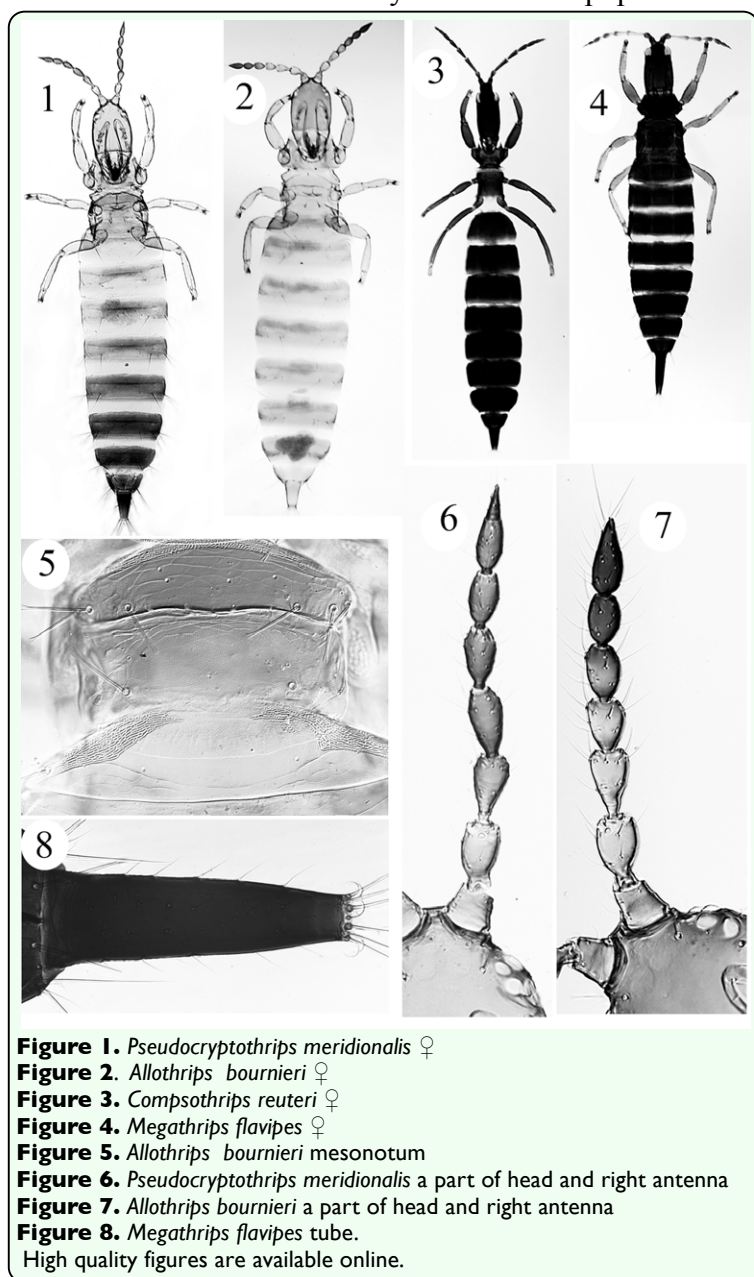 1
2
3
4
5
6
7
8
Figure 1. Pseudocryptothrips meridionalis ♀
Figure 2. Allothrips bournieri ♀
Figure 3. Compsothrips reuteri ♀
Figure 4. Megathrips flavipes ♀
Figure 5. Allothrips bournieri mesonotum
Figure 6. Pseudocryptothrips meridionalis a part of head and right antenna
Figure 7. Allothrips bournieri a part of head and right antenna
Figure 8. Megathrips flavipes tube.
High quality figures are available online.